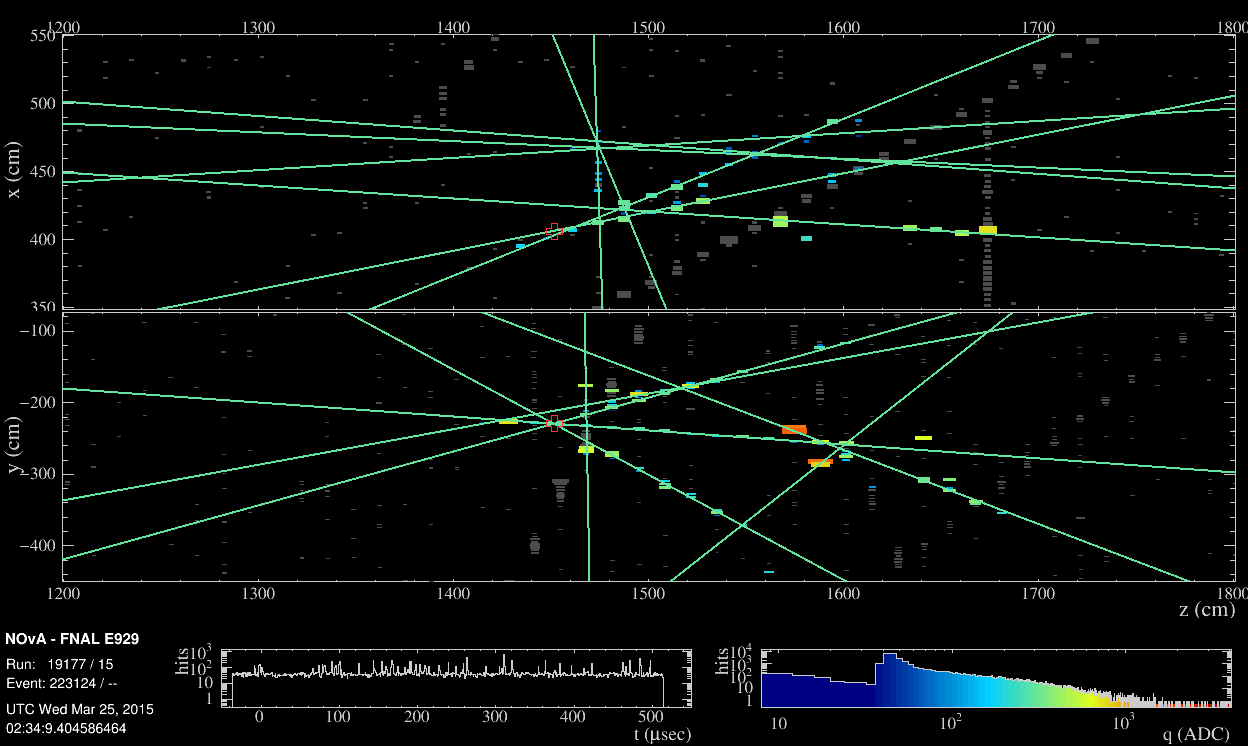 1200 1300 1400 1500 1600 1700 1800
550
500
450
400
350
x (cm)
−100
−200
−300
−400
y (cm)
1200 1300 1400 1500 1600 1700 1800
z (cm)
NOvA - FNAL E929
Run: 19177 / 15
Event: 223124 / --
UTC Wed Mar 25, 2015
02:34:9.404586464
hits
10³
10²
10
1
0 100 200 300 400 500
t (μsec)
hits
10⁴
10³
10²
10
1
10 10² 10³
q (ADC)